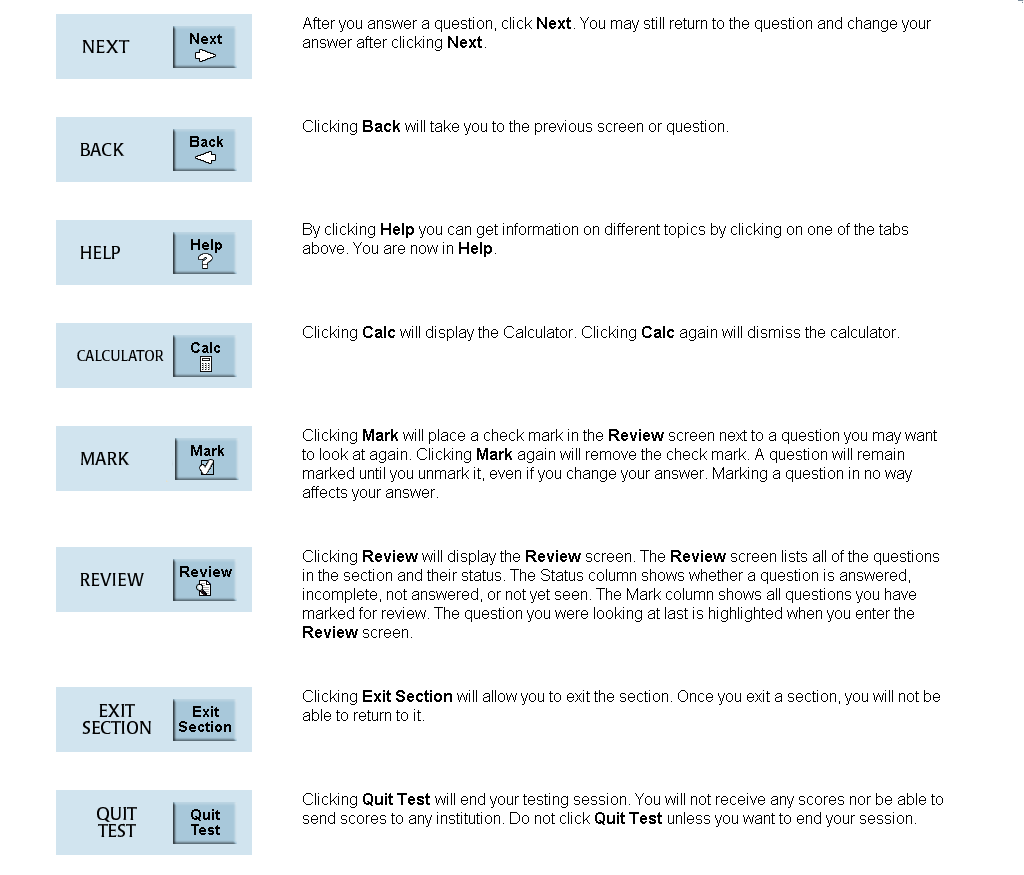 NEXT
Next
After you answer a question, click Next. You may still return to the question and change your
answer after clicking Next.
BACK
Back
Clicking Back will take you to the previous screen or question.
HELP
Help
By clicking Help you can get information on different topics by clicking on one of the tabs
above. You are now in Help.
CALCULATOR
Calc
Clicking Calc will display the Calculator. Clicking Calc again will dismiss the calculator.
MARK
Mark
Clicking Mark will place a check mark in the Review screen next to a question you may want
to look at again. Clicking Mark again will remove the check mark. A question will remain
marked until you unmark it, even if you change your answer. Marking a question in no way
affects your answer.
REVIEW
Review
Clicking Review will display the Review screen. The Review screen lists all of the questions
in the section and their status. The Status column shows whether a question is answered,
incomplete, not answered, or not yet seen. The Mark column shows all questions you have
marked for review. The question you were looking at last is highlighted when you enter the
Review screen.
EXIT
SECTION
Exit
Section
Clicking Exit Section will allow you to exit the section. Once you exit a section, you will not be
able to return to it.
QUIT
TEST
Quit
Test
Clicking Quit Test will end your testing session. You will not receive any scores nor be able to
send scores to any institution. Do not click Quit Test unless you want to end your session.